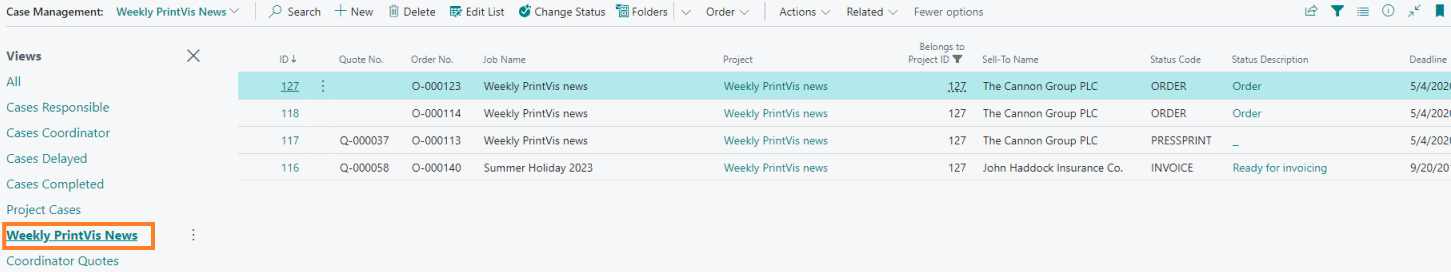 Case Management: Weekly PrintVis News Search New Delete Edit List Change Status Folders Order Actions Related Fewer options
Views
All
Cases Responsible
Cases Coordinator
Cases Delayed
Cases Completed
Project Cases
Weekly PrintVis News
Coordinator Quotes
ID↓ Quote No. Order No. Job Name Project Belongs to Project ID Sell-To Name Status Code Status Description Deadline
127 O-000123 Weekly PrintVis news Weekly PrintVis news 127 The Cannon Group PLC ORDER Order 5/4/202
118 O-000114 Weekly PrintVis news Weekly PrintVis news 127 The Cannon Group PLC ORDER Order 5/4/202
117 Q-000037 O-000113 Weekly PrintVis news Weekly PrintVis news 127 The Cannon Group PLC PRESSPRINT _ 5/4/202
116 Q-000058 O-000140 Summer Holiday 2023 Weekly PrintVis news 127 John Haddock Insurance Co. INVOICE Ready for invoicing 9/20/201